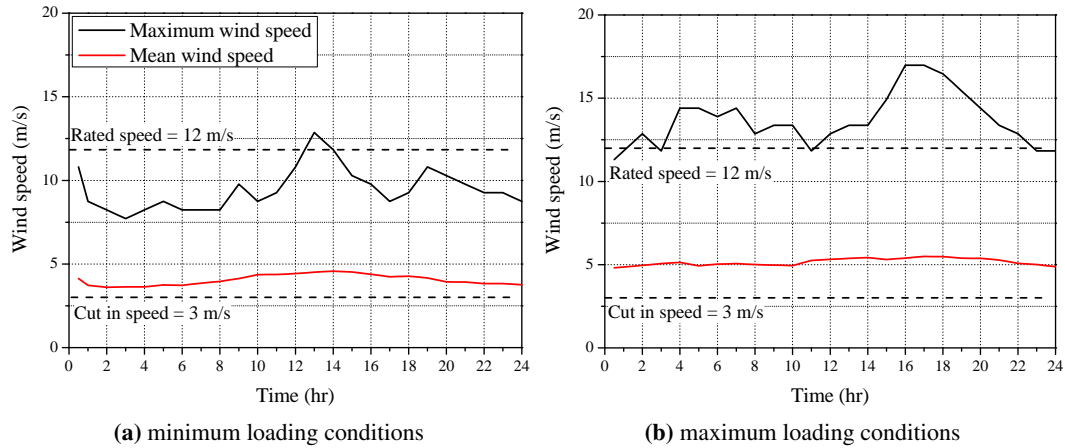 20
15
10
5
0
Wind speed (m/s)
Maximum wind speed
Mean wind speed
Rated speed = 12 m/s
Cut in speed = 3 m/s
0 2 4 6 8 10 12 14 16 18 20 22 24
Time (hr)
(a) minimum loading conditions
20
15
10
5
0
Wind speed (m/s)
Rated speed = 12 m/s
Cut in speed = 3 m/s
0 2 4 6 8 10 12 14 16 18 20 22 24
Time (hr)
(b) maximum loading conditions